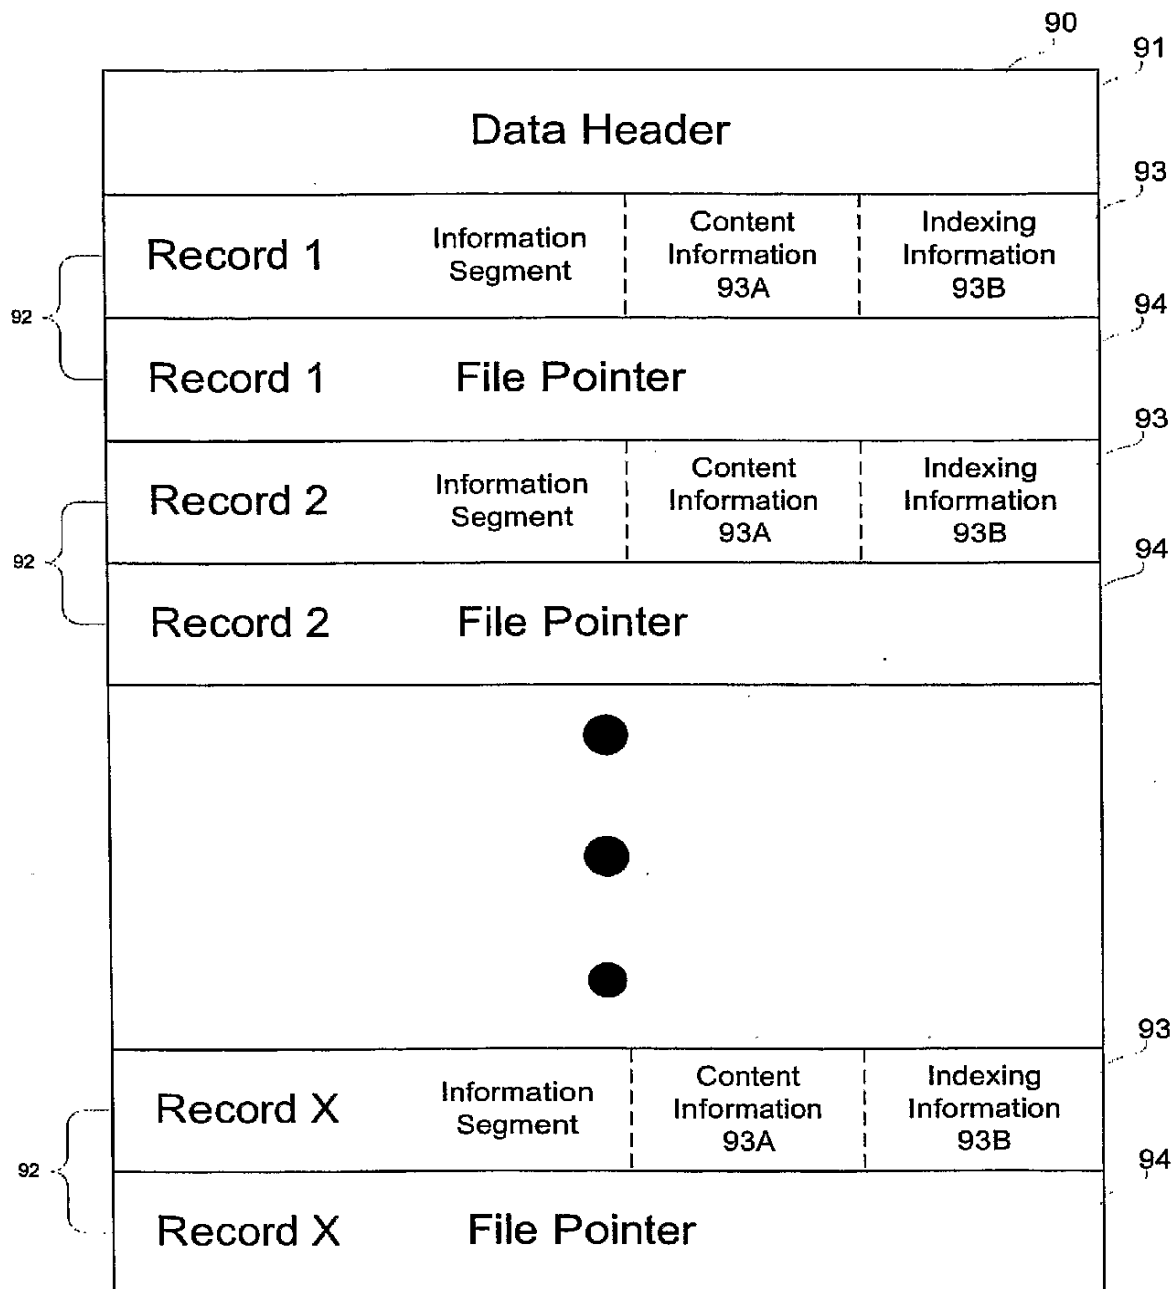 90
91
Data Header
93
Record 1 Information Segment Content Information 93A Indexing Information 93B
92
94
Record 1 File Pointer
93
Record 2 Information Segment Content Information 93A Indexing Information 93B
92
94
Record 2 File Pointer
93
Record X Information Segment Content Information 93A Indexing Information 93B
92
94
Record X File Pointer